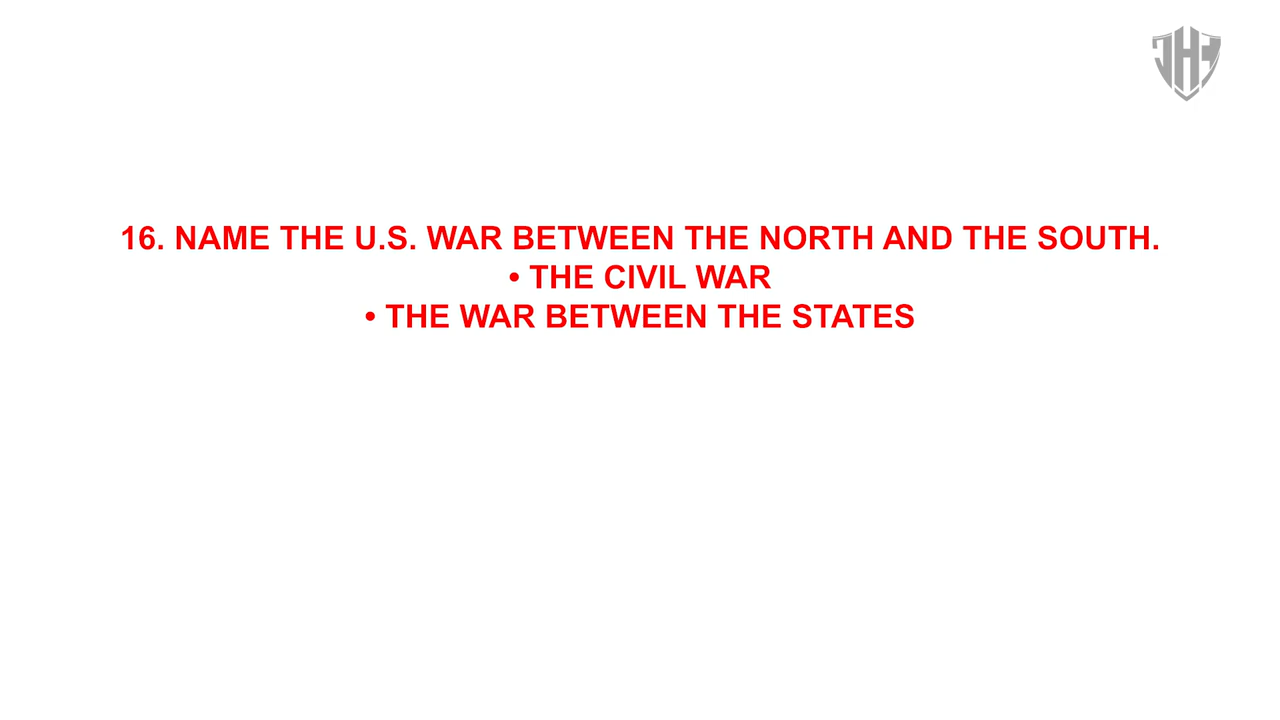 16. NAME THE U.S. WAR BETWEEN THE NORTH AND THE SOUTH.
• THE CIVIL WAR
• THE WAR BETWEEN THE STATES